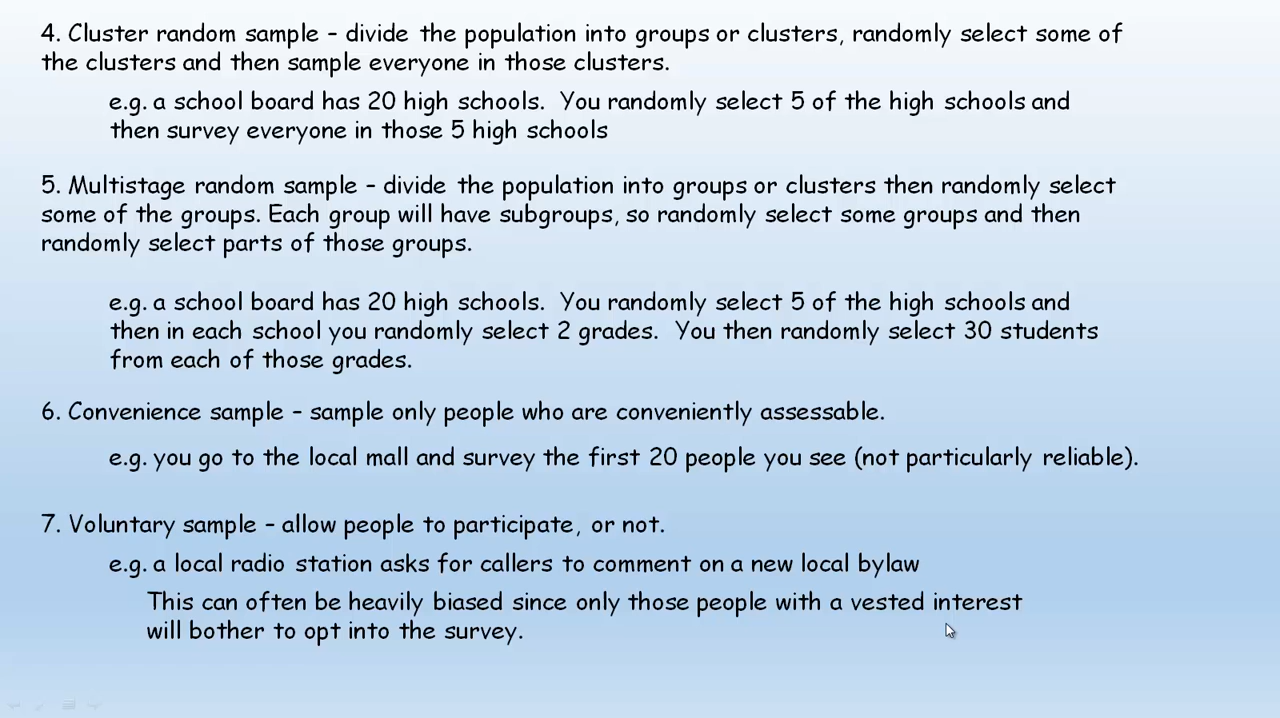 4. Cluster random sample – divide the population into groups or clusters, randomly select some of
the clusters and then sample everyone in those clusters.
e.g. a school board has 20 high schools. You randomly select 5 of the high schools and
then survey everyone in those 5 high schools
5. Multistage random sample – divide the population into groups or clusters then randomly select
some of the groups. Each group will have subgroups, so randomly select some groups and then
randomly select parts of those groups.
e.g. a school board has 20 high schools. You randomly select 5 of the high schools and
then in each school you randomly select 2 grades. You then randomly select 30 students
from each of those grades.
6. Convenience sample – sample only people who are conveniently assessable.
e.g. you go to the local mall and survey the first 20 people you see (not particularly reliable).
7. Voluntary sample – allow people to participate, or not.
e.g. a local radio station asks for callers to comment on a new local bylaw
This can often be heavily biased since only those people with a vested interest
will bother to opt into the survey.